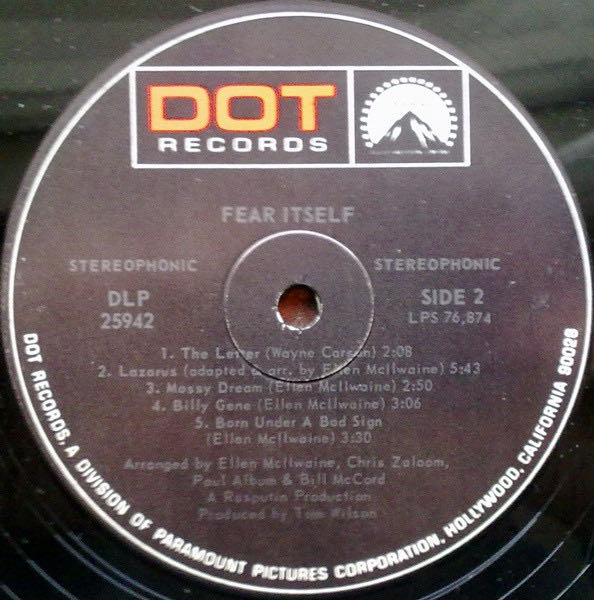 DOT
RECORDS
FEAR ITSELF
STEREOPHONIC
STEREOPHONIC
DLP
25942
SIDE 2
LPS 76,874
1. The Letter (Wayne Carson) 2:08
2. Lazarus (adapted & arr. by Ellen McIlwaine) 5:43
3. Mossy Dream (Ellen McIlwaine) 2:50
4. Billy Gene (Ellen McIlwaine) 3:06
5. Born Under A Bad Sign
(Ellen McIlwaine) 3:30
Arranged by Ellen McIlwaine, Chris Zaloom,
Paul Album & Bill McCord
A Rasputin Production
Produced by Tom Wilson
DOT RECORDS, A DIVISION OF PARAMOUNT PICTURES CORPORATION, HOLLYWOOD, CALIFORNIA 90028